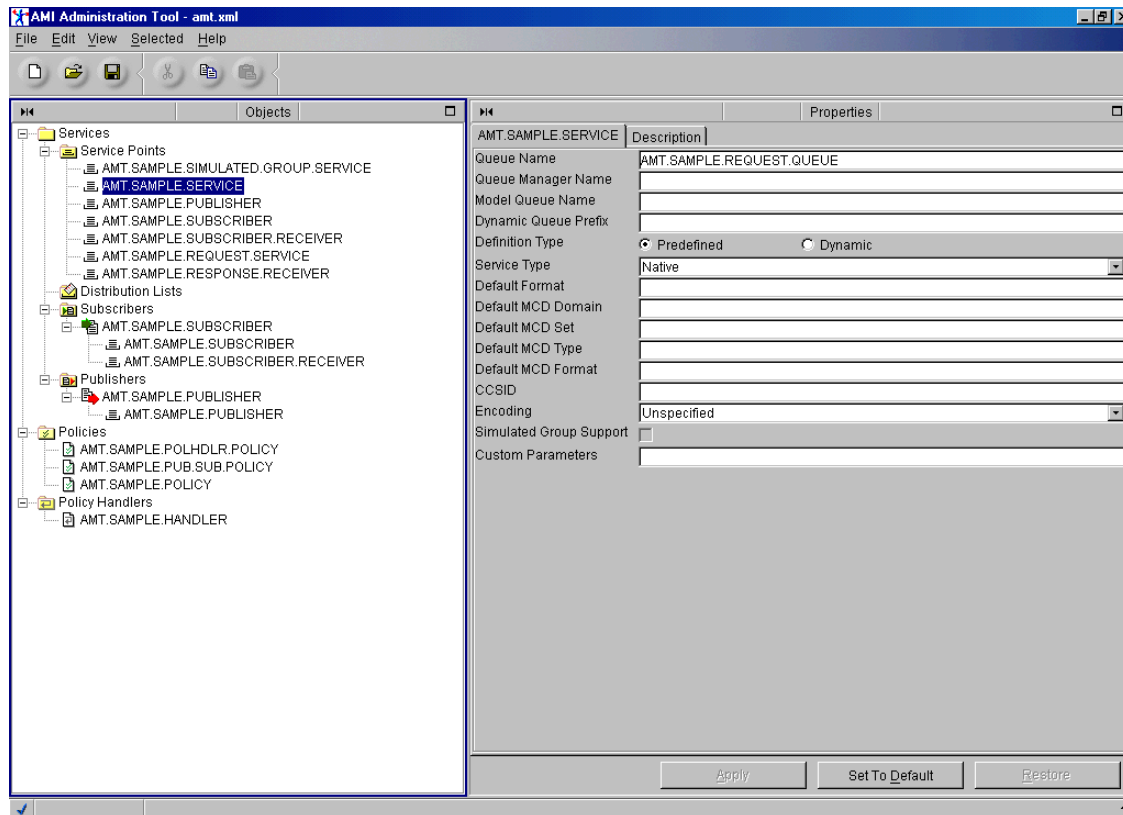 AMI Administration Tool - amt.xml
File Edit View Selected Help
Objects
Services
Service Points
AMT.SAMPLE.SIMULATED.GROUP.SERVICE
AMT.SAMPLE.SERVICE
AMT.SAMPLE.PUBLISHER
AMT.SAMPLE.SUBSCRIBER
AMT.SAMPLE.SUBSCRIBER.RECEIVER
AMT.SAMPLE.REQUEST.SERVICE
AMT.SAMPLE.RESPONSE.RECEIVER
Distribution Lists
Subscribers
AMT.SAMPLE.SUBSCRIBER
AMT.SAMPLE.SUBSCRIBER
AMT.SAMPLE.SUBSCRIBER.RECEIVER
Publishers
AMT.SAMPLE.PUBLISHER
AMT.SAMPLE.PUBLISHER
Policies
AMT.SAMPLE.POLHDLR.POLICY
AMT.SAMPLE.PUB.SUB.POLICY
AMT.SAMPLE.POLICY
Policy Handlers
AMT.SAMPLE.HANDLER
Properties
AMT.SAMPLE.SERVICE Description
Queue Name AMT.SAMPLE.REQUEST.QUEUE
Queue Manager Name
Model Queue Name
Dynamic Queue Prefix
Definition Type Predefined Dynamic
Service Type Native
Default Format
Default MCD Domain
Default MCD Set
Default MCD Type
Default MCD Format
CCSID
Encoding Unspecified
Simulated Group Support
Custom Parameters
Apply Set To Default Restore